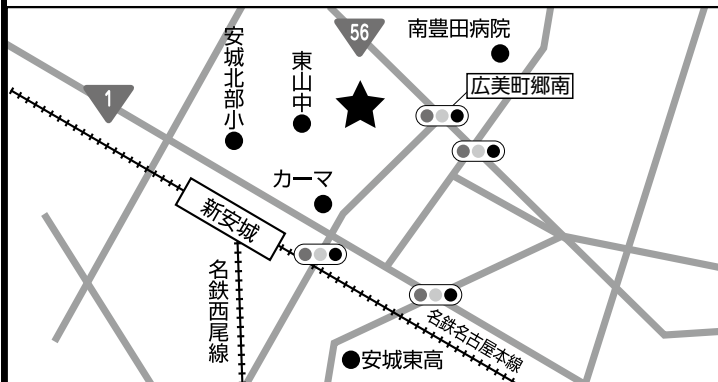 56
南豊田病院
安城北部小
東山中
広美町郷南
1
カーマ
新安城
名鉄西尾線
名鉄名古屋本線
安城東高